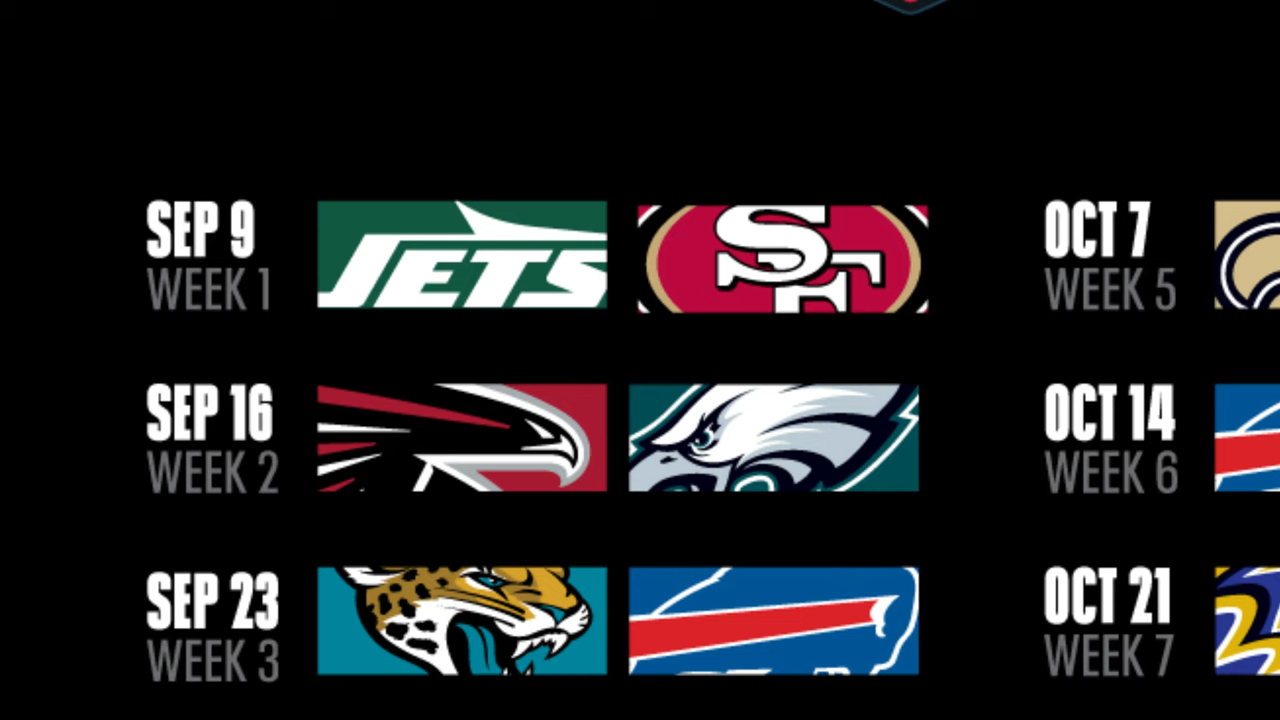 SEP 9
WEEK 1
JETS
SF
OCT 7
WEEK 5
SEP 16
WEEK 2
OCT 14
WEEK 6
SEP 23
WEEK 3
OCT 21
WEEK 7